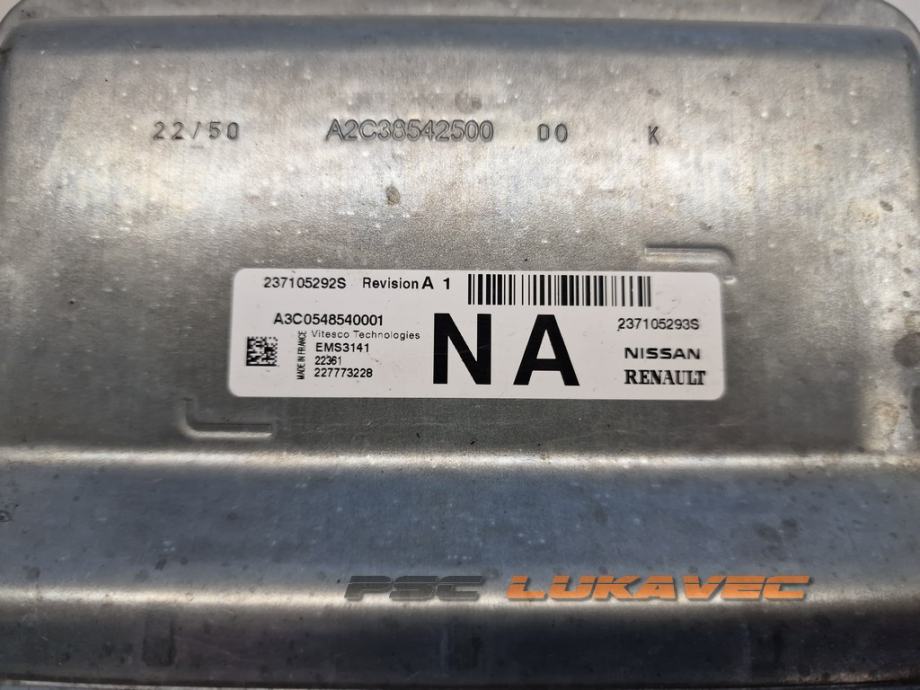 22/50 A2C38542500 00 K
237105292S Revision A 1
A3C0548540001
237105293S
MADE IN FRANCE
Vitesco Technologies
EMS3141
22361
227773228
NA
NISSAN
RENAULT
PSC LUKAVEC